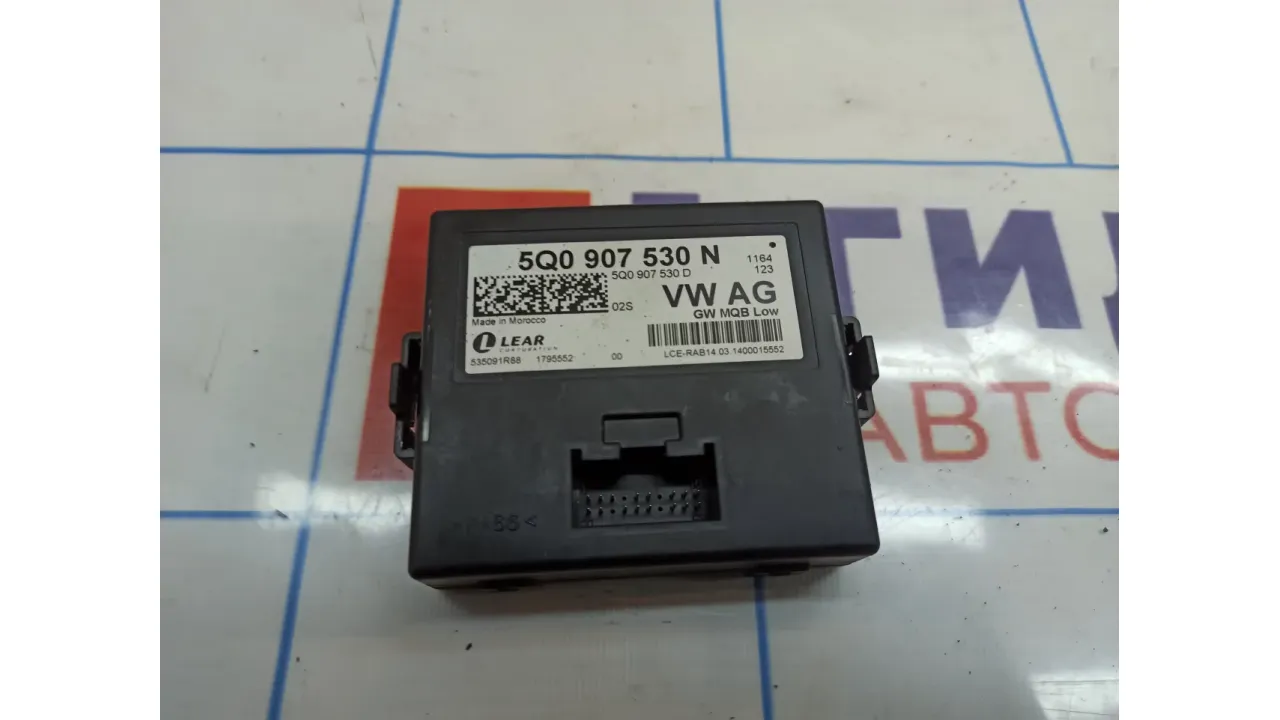 5Q0 907 530 N
1164
5Q0 907 530 D
123
02S
VW AG
Made in Morocco
GW MQB Low
LEAR
CORPORATION
535091R88 1795552 00 LCE-RAB14.03.1400015552
АВТО